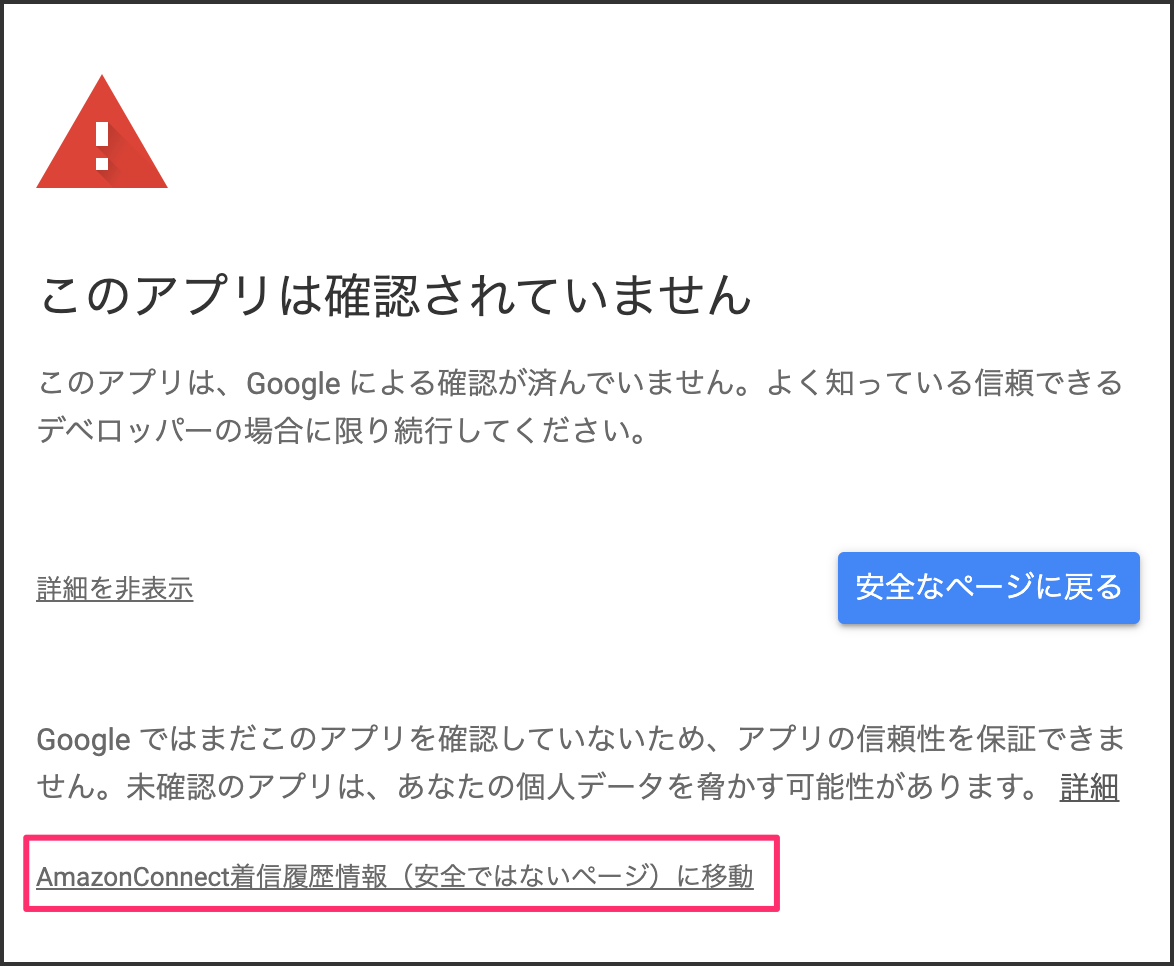 このアプリは確認されていません
このアプリは、Google による確認が済んでいません。よく知っている信頼できる
デベロッパーの場合に限り続行してください。
詳細を非表示
安全なページに戻る
Google ではまだこのアプリを確認していないため、アプリの信頼性を保証できま
せん。未確認のアプリは、あなたの個人データを脅かす可能性があります。 詳細
AmazonConnect着信履歴情報（安全ではないページ）に移動